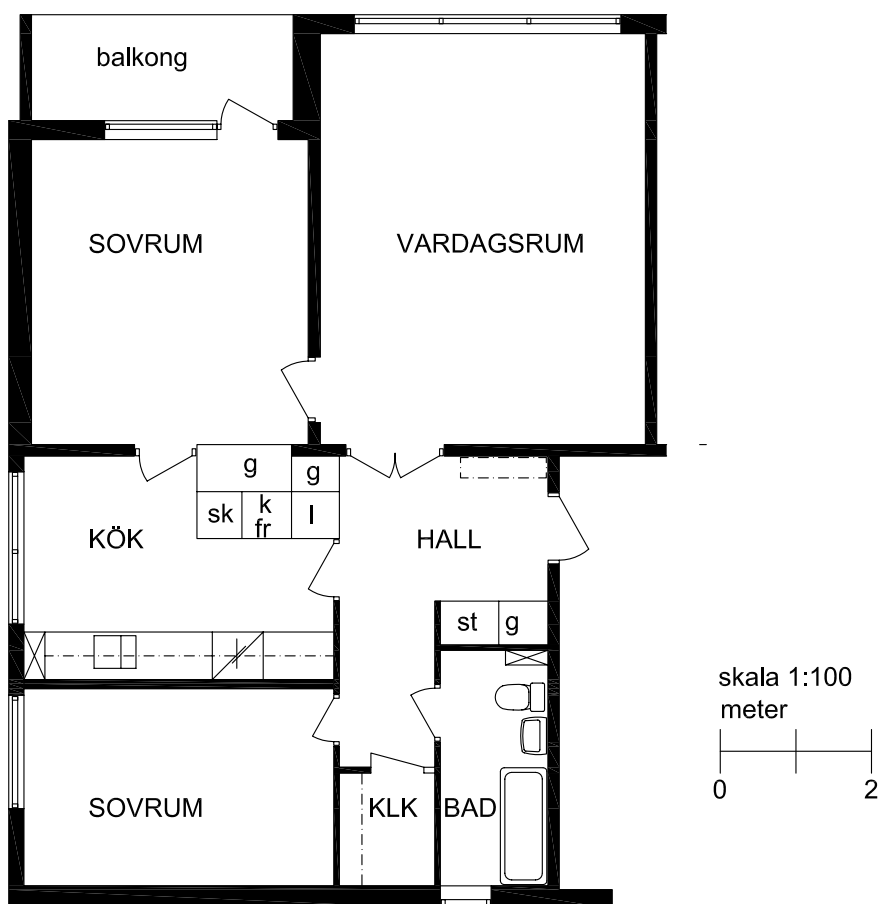 balkong
SOVRUM
VARDAGSRUM
g
g
sk
k
fr
l
KÖK
HALL
st
g
skala 1:100
meter
0
2
SOVRUM
KLK
BAD